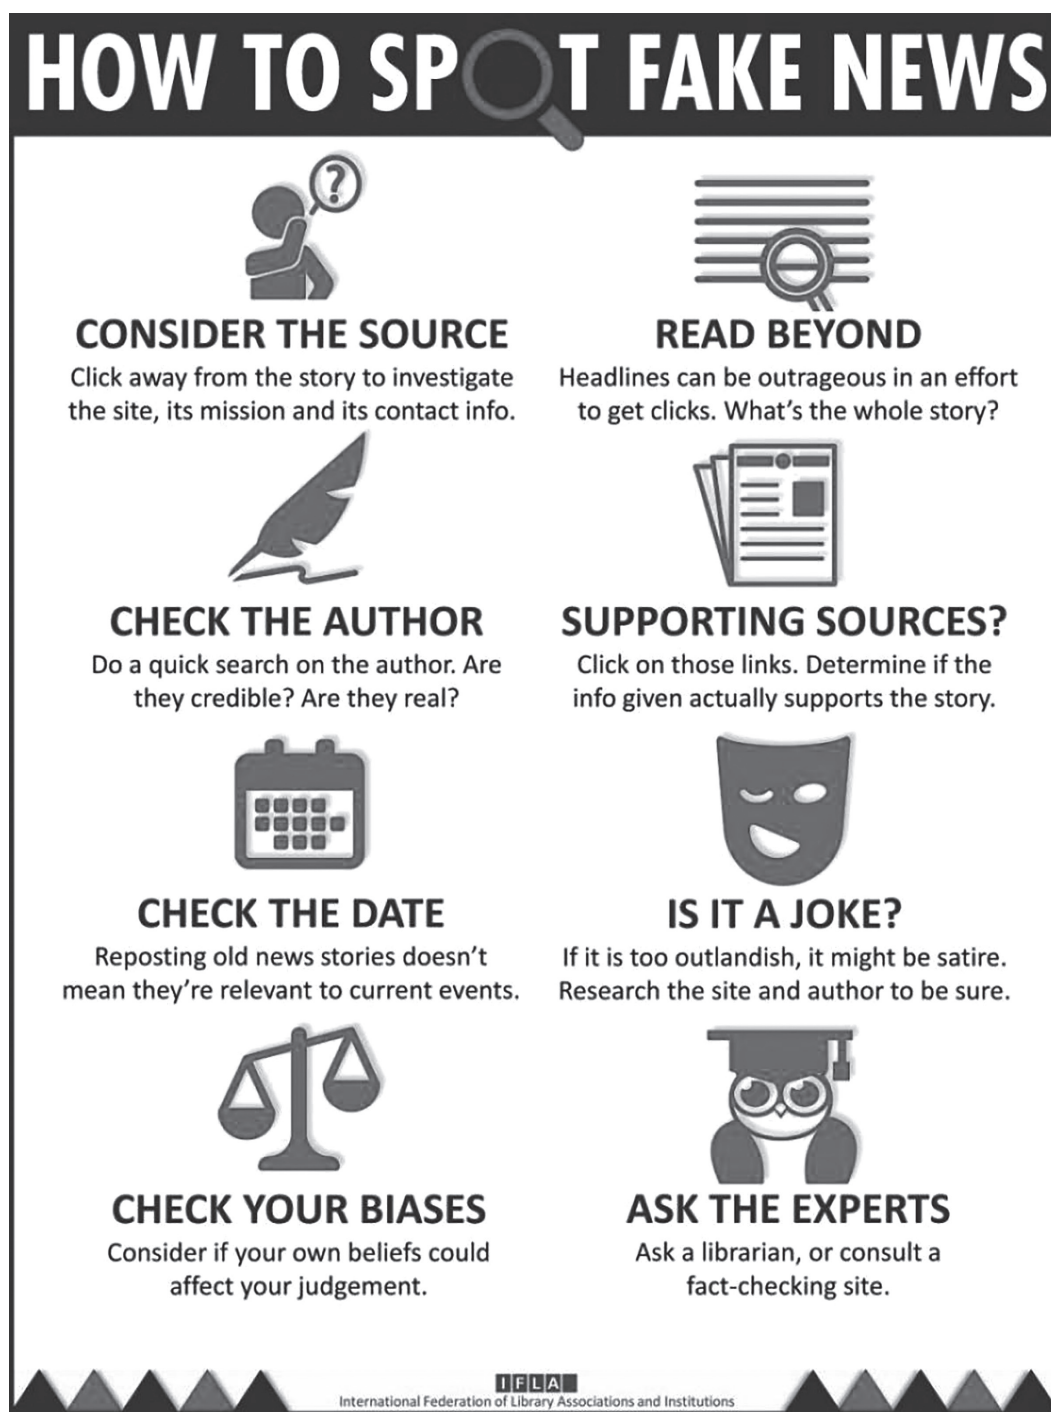 HOW TO SPOT FAKE NEWS
?
CONSIDER THE SOURCE
Click away from the story to investigate
the site, its mission and its contact info.
READ BEYOND
Headlines can be outrageous in an effort
to get clicks. What's the whole story?
CHECK THE AUTHOR
Do a quick search on the author. Are
they credible? Are they real?
SUPPORTING SOURCES?
Click on those links. Determine if the
info given actually supports the story.
CHECK THE DATE
Reposting old news stories doesn't
mean they're relevant to current events.
IS IT A JOKE?
If it is too outlandish, it might be satire.
Research the site and author to be sure.
CHECK YOUR BIASES
Consider if your own beliefs could
affect your judgement.
ASK THE EXPERTS
Ask a librarian, or consult a
fact-checking site.
IFLA
International Federation of Library Associations and Institutions